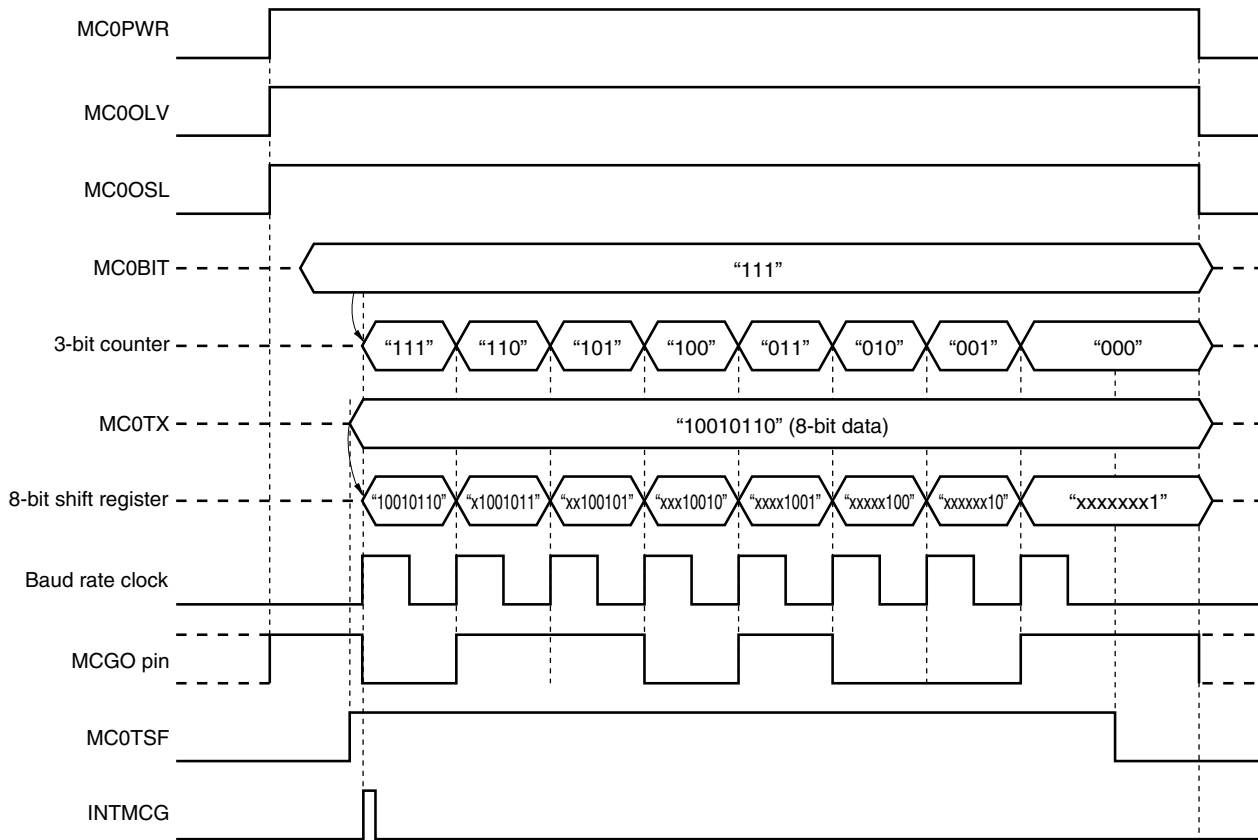 MC0PWR
MC0OLV
MC0OSL
MC0BIT “111”
3-bit counter “111” “110” “101” “100” “011” “010” “001” “000”
MC0TX “10010110” (8-bit data)
8-bit shift register “10010110” “x1001011” “xx100101” “xxx10010” “xxxx1001” “xxxxx100” “xxxxxx10” “xxxxxxx1”
Baud rate clock
MCGO pin
MC0TSF
INTMCG